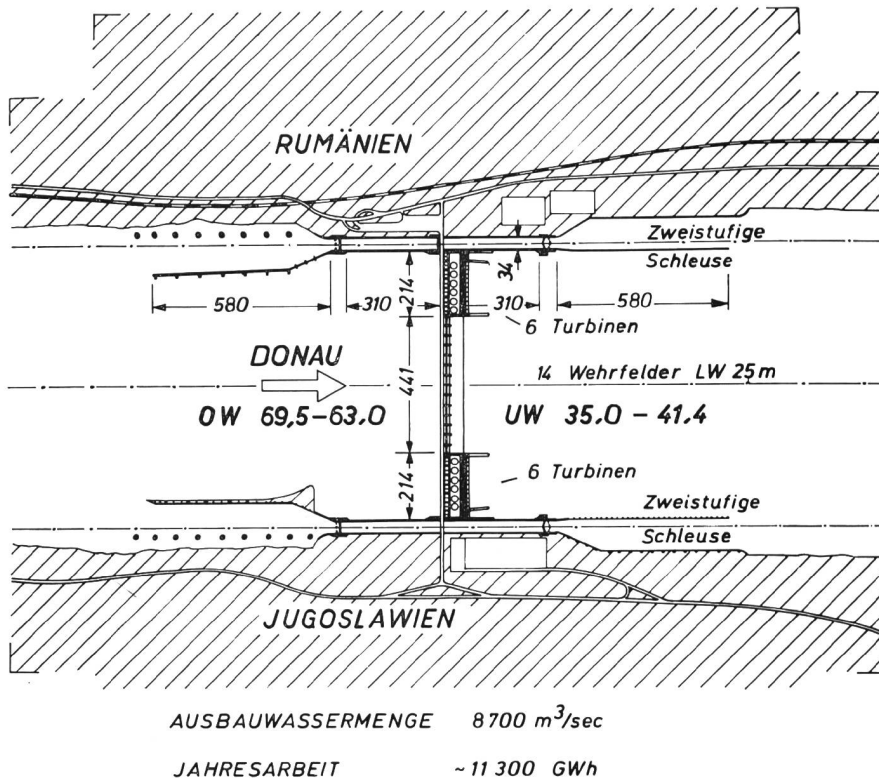 RUMÄNIEN
Zweistufige
Schleuse
34
580
310
214
310
580
6 Turbinen
DONAU
441
14 Wehrfelder LW 25m
OW 69,5-63.0
UW 35.0 - 41.4
214
6 Turbinen
Zweistufige
Schleuse
JUGOSLAWIEN
AUSBAUWASSERMENGE 8700 m³/sec
JAHRESARBEIT ~11 300 GWh